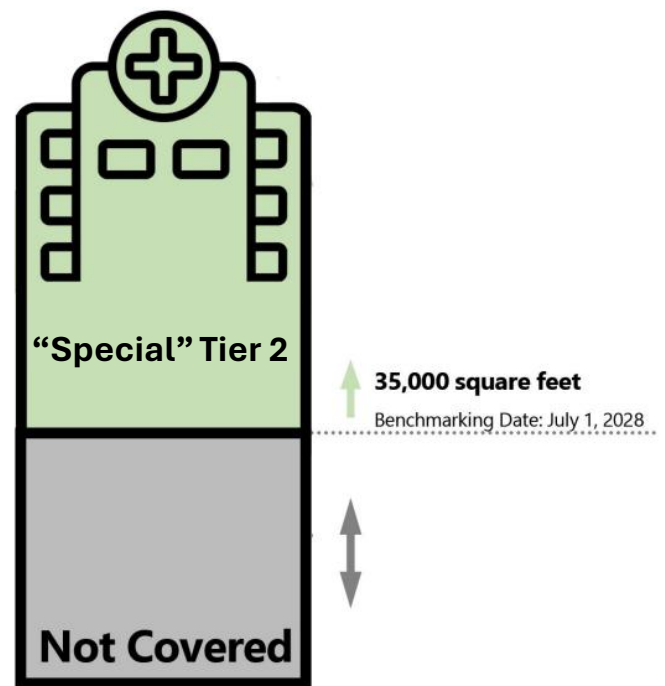 “Special” Tier 2
35,000 square feet
Benchmarking Date: July 1, 2028
Not Covered